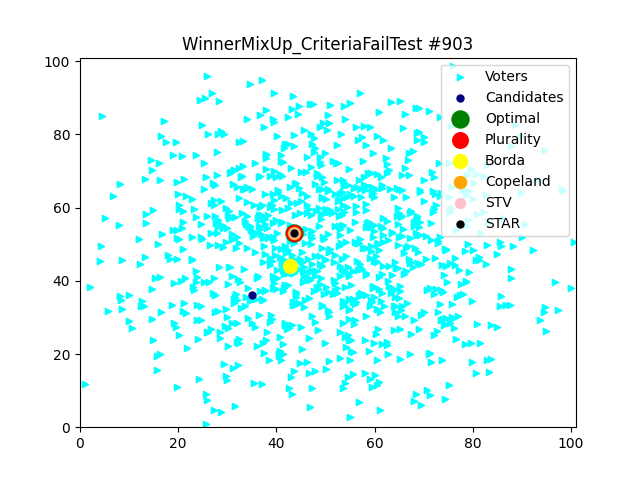 WinnerMixUp_CriteriaFailTest #903
100
80
60
40
20
0
0
20
40
60
80
100
Voters
Candidates
Optimal
Plurality
Borda
Copeland
STV
STAR